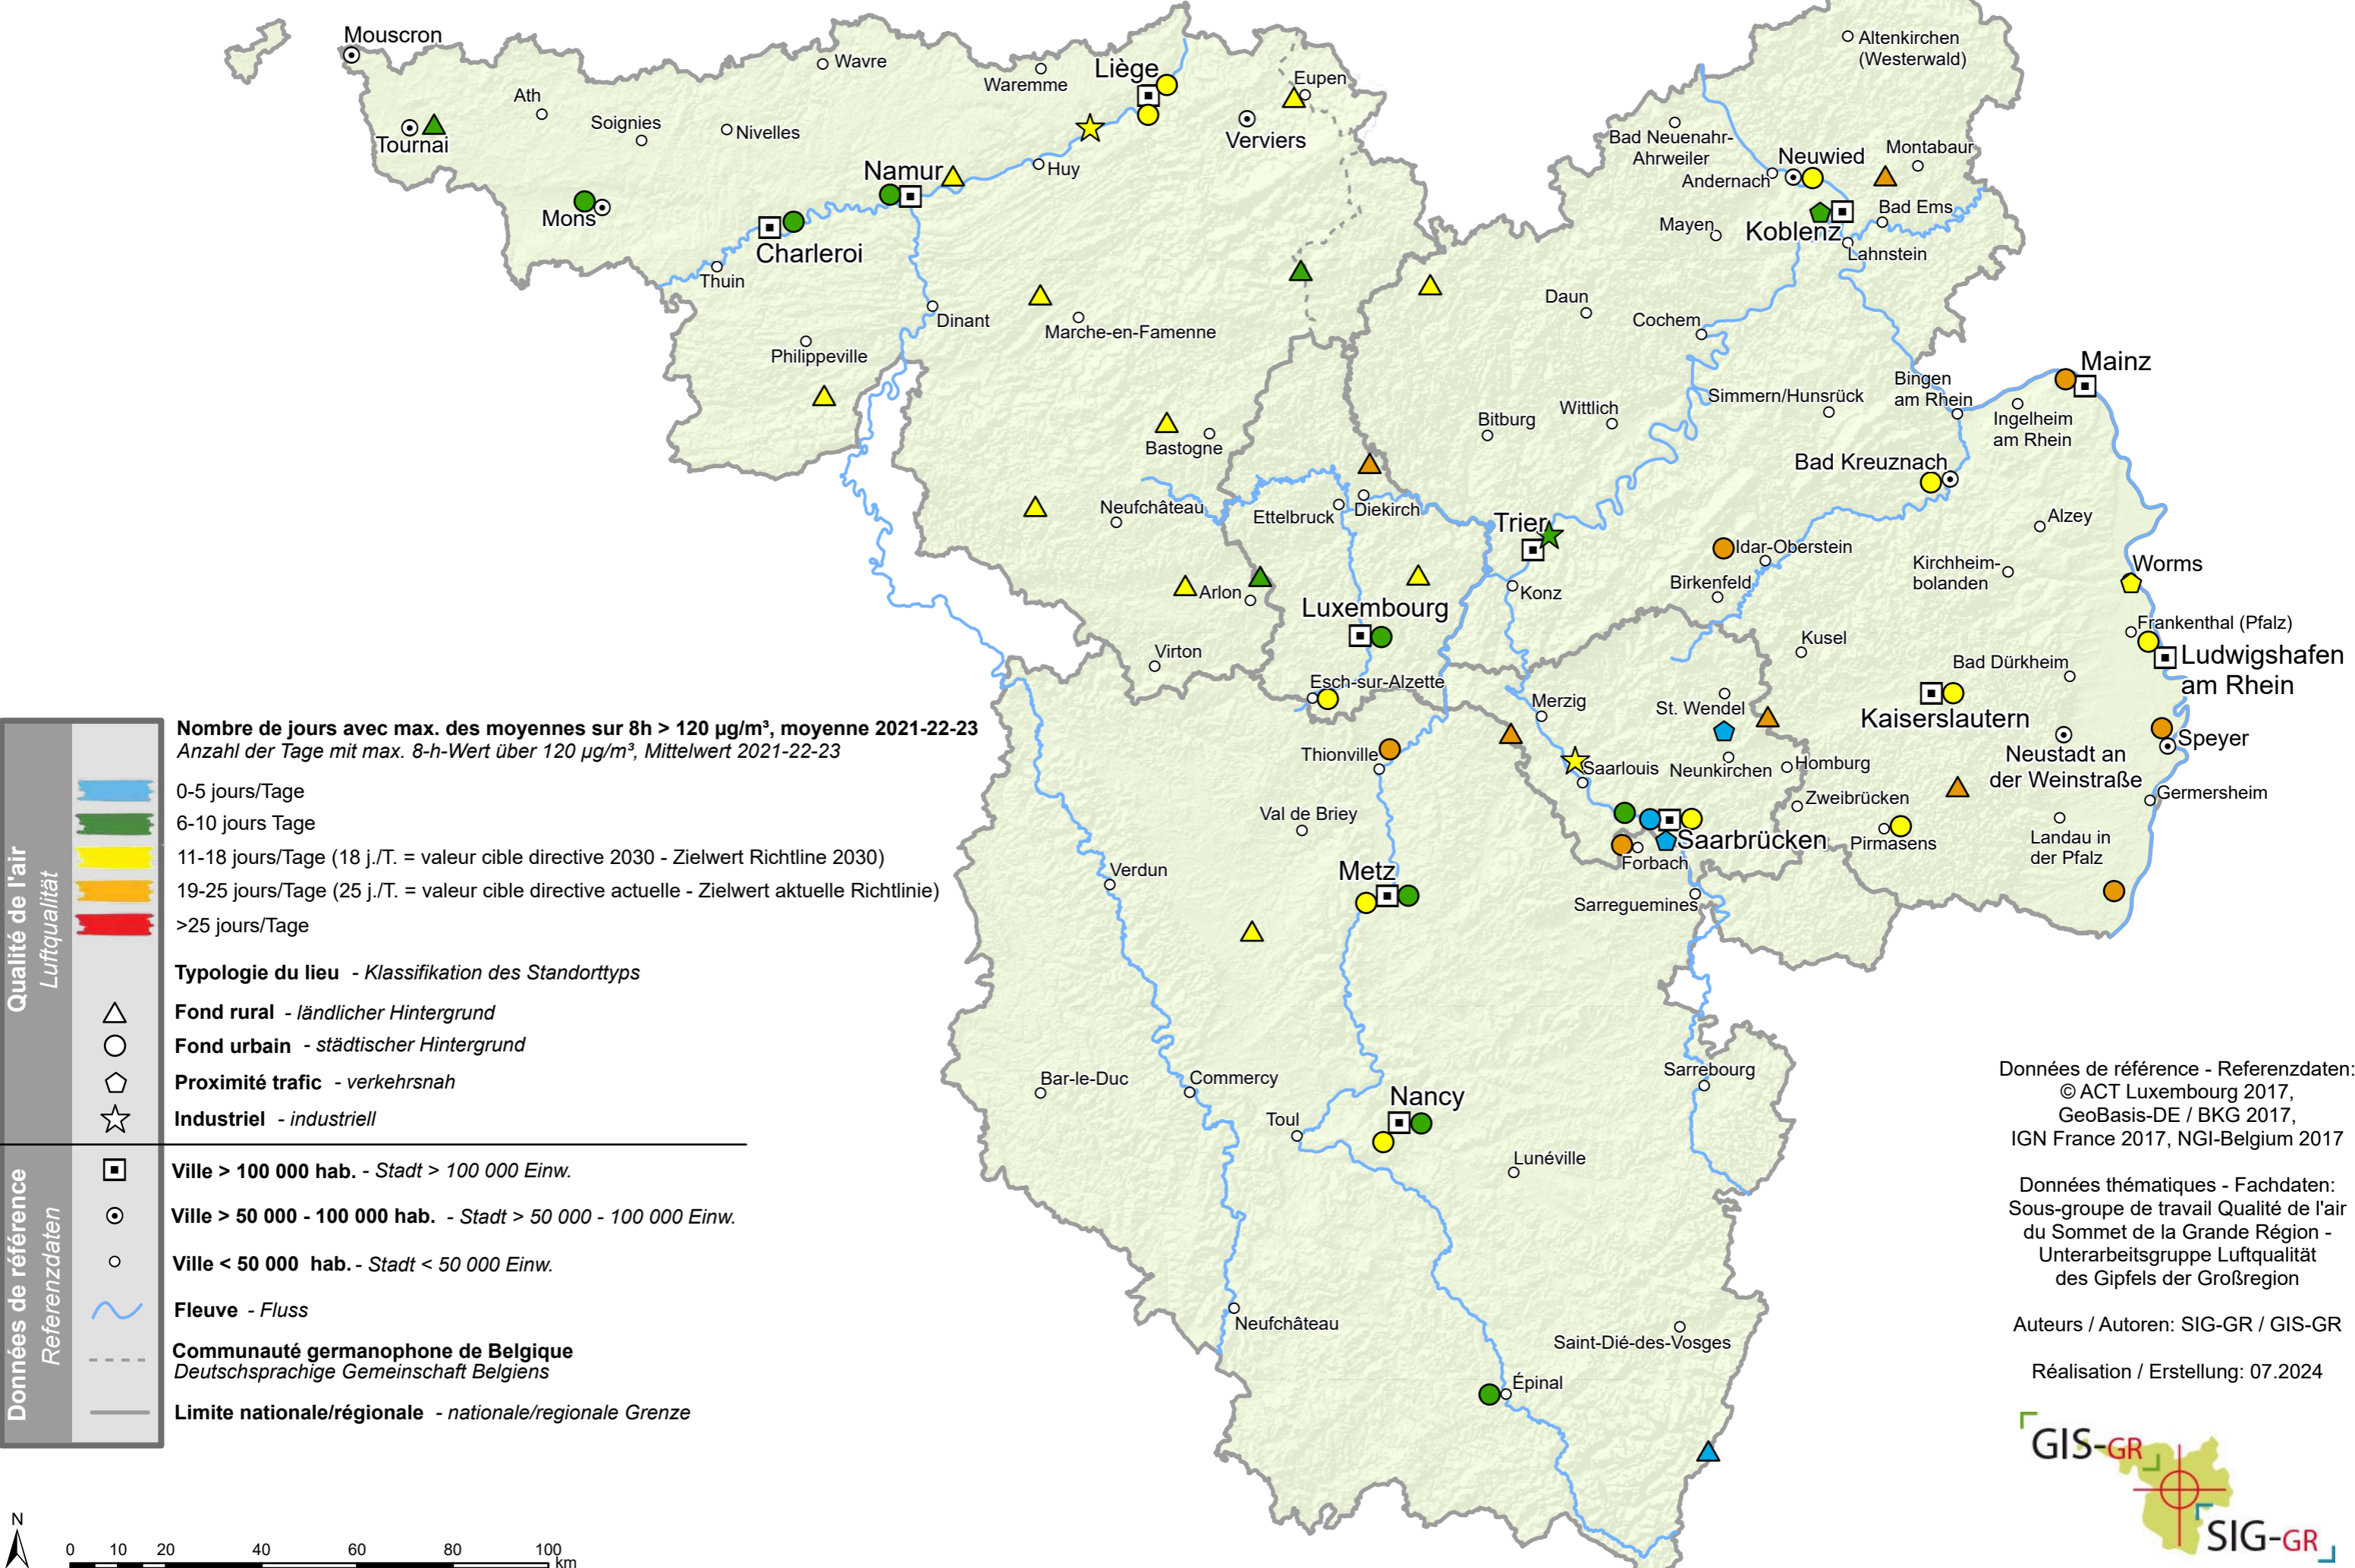 Mouscron
Ath
Tournai
Soignies
Nivelles
Wavre
Waremme
Liège
Eupen
Verviers
Huy
Namur
Mons
Charleroi
Thuin
Dinant
Philippeville
Marche-en-Famenne
Bastogne
Neufchâteau
Arlon
Virton
Altenkirchen
(Westerwald)
Bad Neuenahr-
Ahrweiler
Neuwied
Montabaur
Andernach
Bad Ems
Mayen
Koblenz
Lahnstein
Daun
Cochem
Mainz
Simmern/Hunsrück
Bingen
am Rhein
Ingelheim
am Rhein
Bitburg
Wittlich
Bad Kreuznach
Ettelbruck
Diekirch
Trier
Alzey
Idar-Oberstein
Birkenfeld
Kirchheim-
bolanden
Worms
Konz
Luxembourg
Esch-sur-Alzette
Frankenthal (Pfalz)
Ludwigshafen
am Rhein
Kusel
Bad Dürkheim
Kaiserslautern
Merzig
St. Wendel
Speyer
Neustadt an
der Weinstraße
Thionville
Saarlouis
Neunkirchen
Homburg
Zweibrücken
Germersheim
Pirmasens
Landau in
der Pfalz
Val de Briey
Saarbrücken
Forbach
Verdun
Metz
Sarreguemines
Bar-le-Duc
Commercy
Nancy
Toul
Sarrebourg
Lunéville
Neufchâteau
Saint-Dié-des-Vosges
Épinal
Qualité de l'air
Luftqualität
Nombre de jours avec max. des moyennes sur 8h > 120 µg/m³, moyenne 2021-22-23
Anzahl der Tage mit max. 8-h-Wert über 120 µg/m³, Mittelwert 2021-22-23
0-5 jours/Tage
6-10 jours Tage
11-18 jours/Tage (18 j./T. = valeur cible directive 2030 - Zielwert Richtline 2030)
19-25 jours/Tage (25 j./T. = valeur cible directive actuelle - Zielwert aktuelle Richtlinie)
>25 jours/Tage
Typologie du lieu - Klassifikation des Standorttyps
Fond rural - ländlicher Hintergrund
Fond urbain - städtischer Hintergrund
Proximité trafic - verkehrsnah
Industriel - industriell
Données de référence
Referenzdaten
Ville > 100 000 hab. - Stadt > 100 000 Einw.
Ville > 50 000 - 100 000 hab. - Stadt > 50 000 - 100 000 Einw.
Ville < 50 000 hab. - Stadt < 50 000 Einw.
Fleuve - Fluss
Communauté germanophone de Belgique
Deutschsprachige Gemeinschaft Belgiens
Limite nationale/régionale - nationale/regionale Grenze
N
0 10 20 40 60 80 100
km
Données de référence - Referenzdaten:
© ACT Luxembourg 2017,
GeoBasis-DE / BKG 2017,
IGN France 2017, NGI-Belgium 2017
Données thématiques - Fachdaten:
Sous-groupe de travail Qualité de l'air
du Sommet de la Grande Région -
Unterarbeitsgruppe Luftqualität
des Gipfels der Großregion
Auteurs / Autoren: SIG-GR / GIS-GR
Réalisation / Erstellung: 07.2024
GIS-GR
SIG-GR